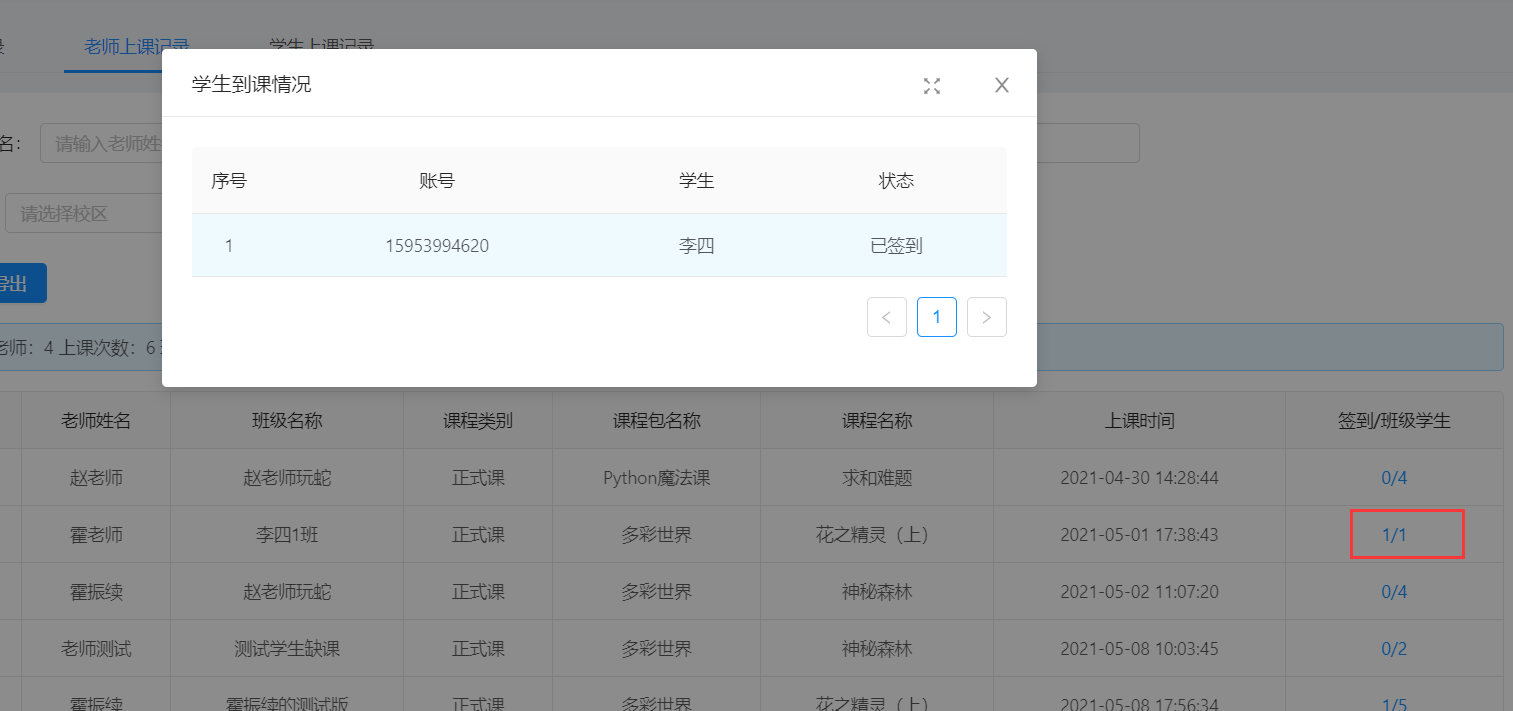 老师上课记录 学生上课记录
学生到课情况
名： 请输入老师姓
序号 账号 学生 状态
1 15953994620 李四 已签到
请选择校区
导出
< 1 >
老师：4 上课次数：6
老师姓名 班级名称 课程类别 课程包名称 课程名称 上课时间 签到/班级学生
赵老师 赵老师玩蛇 正式课 Python魔法课 求和难题 2021-04-30 14:28:44 0/4
霍老师 李四1班 正式课 多彩世界 花之精灵（上） 2021-05-01 17:38:43 1/1
霍振续 赵老师玩蛇 正式课 多彩世界 神秘森林 2021-05-02 11:07:20 0/4
老师测试 测试学生缺课 正式课 多彩世界 神秘森林 2021-05-08 10:03:45 0/2
霍振续 霍振续的测试版 正式课 多彩世界 花之精灵（上） 2021-05-08 17:56:34 1/5